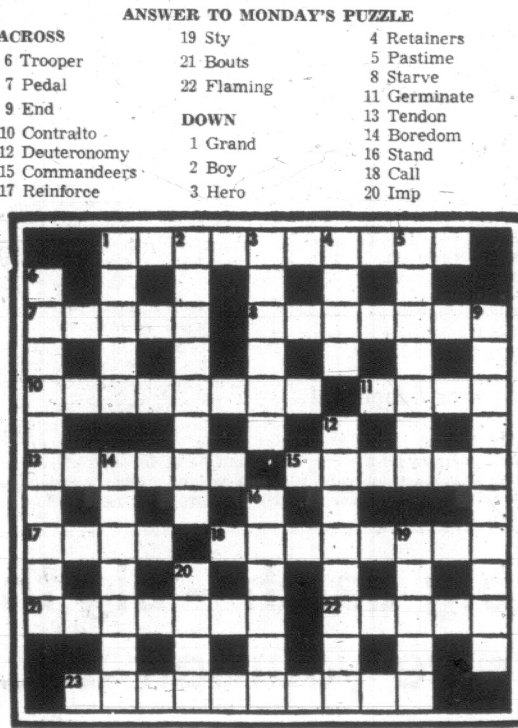 ANSWER TO MONDAY'S PUZZLE
ACROSS
6 Trooper
7 Pedal
9 End
10 Contralto
12 Deuteronomy
15 Commandeers
17 Reinforce
19 Sty
21 Bouts
22 Flaming
DOWN
1 Grand
2 Boy
3 Hero
4 Retainers
5 Pastime
8 Starve
11 Germinate
13 Tendon
14 Boredom
16 Stand
18 Call
20 Imp
1 2 3 4 5
6
7 8 9
10 11
12
13 14 15
16
17 18 19
20
21 22
23